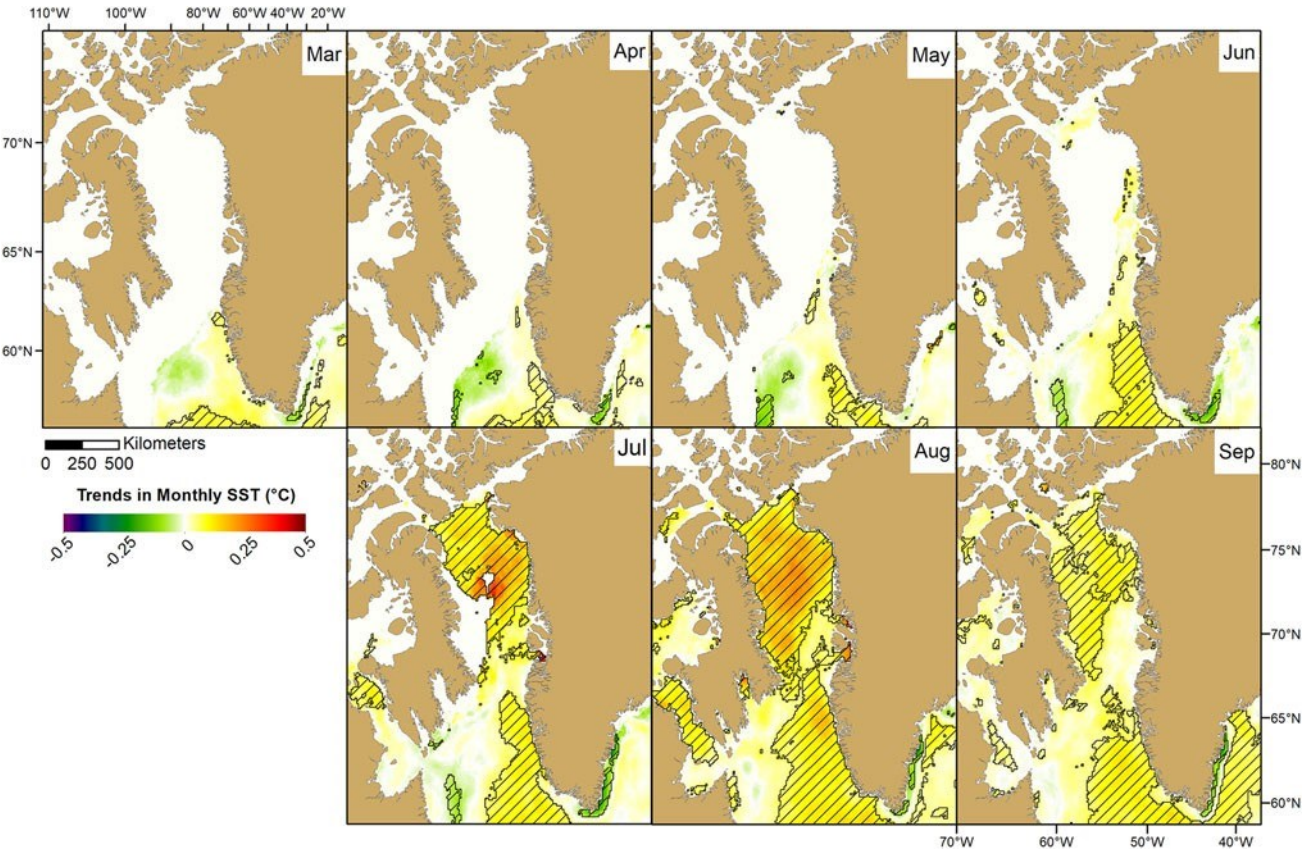 110°W 100°W 80°W 60°W 40°W 20°W
Mar Apr May Jun
70°N
65°N
60°N
Kilometers
0 250 500
Trends in Monthly SST (°C)
-0.5 -0.25 0 0.25 0.5
Jul Aug Sep
-12
80°N
75°N
70°N
65°N
60°N
70°W 60°W 50°W 40°W